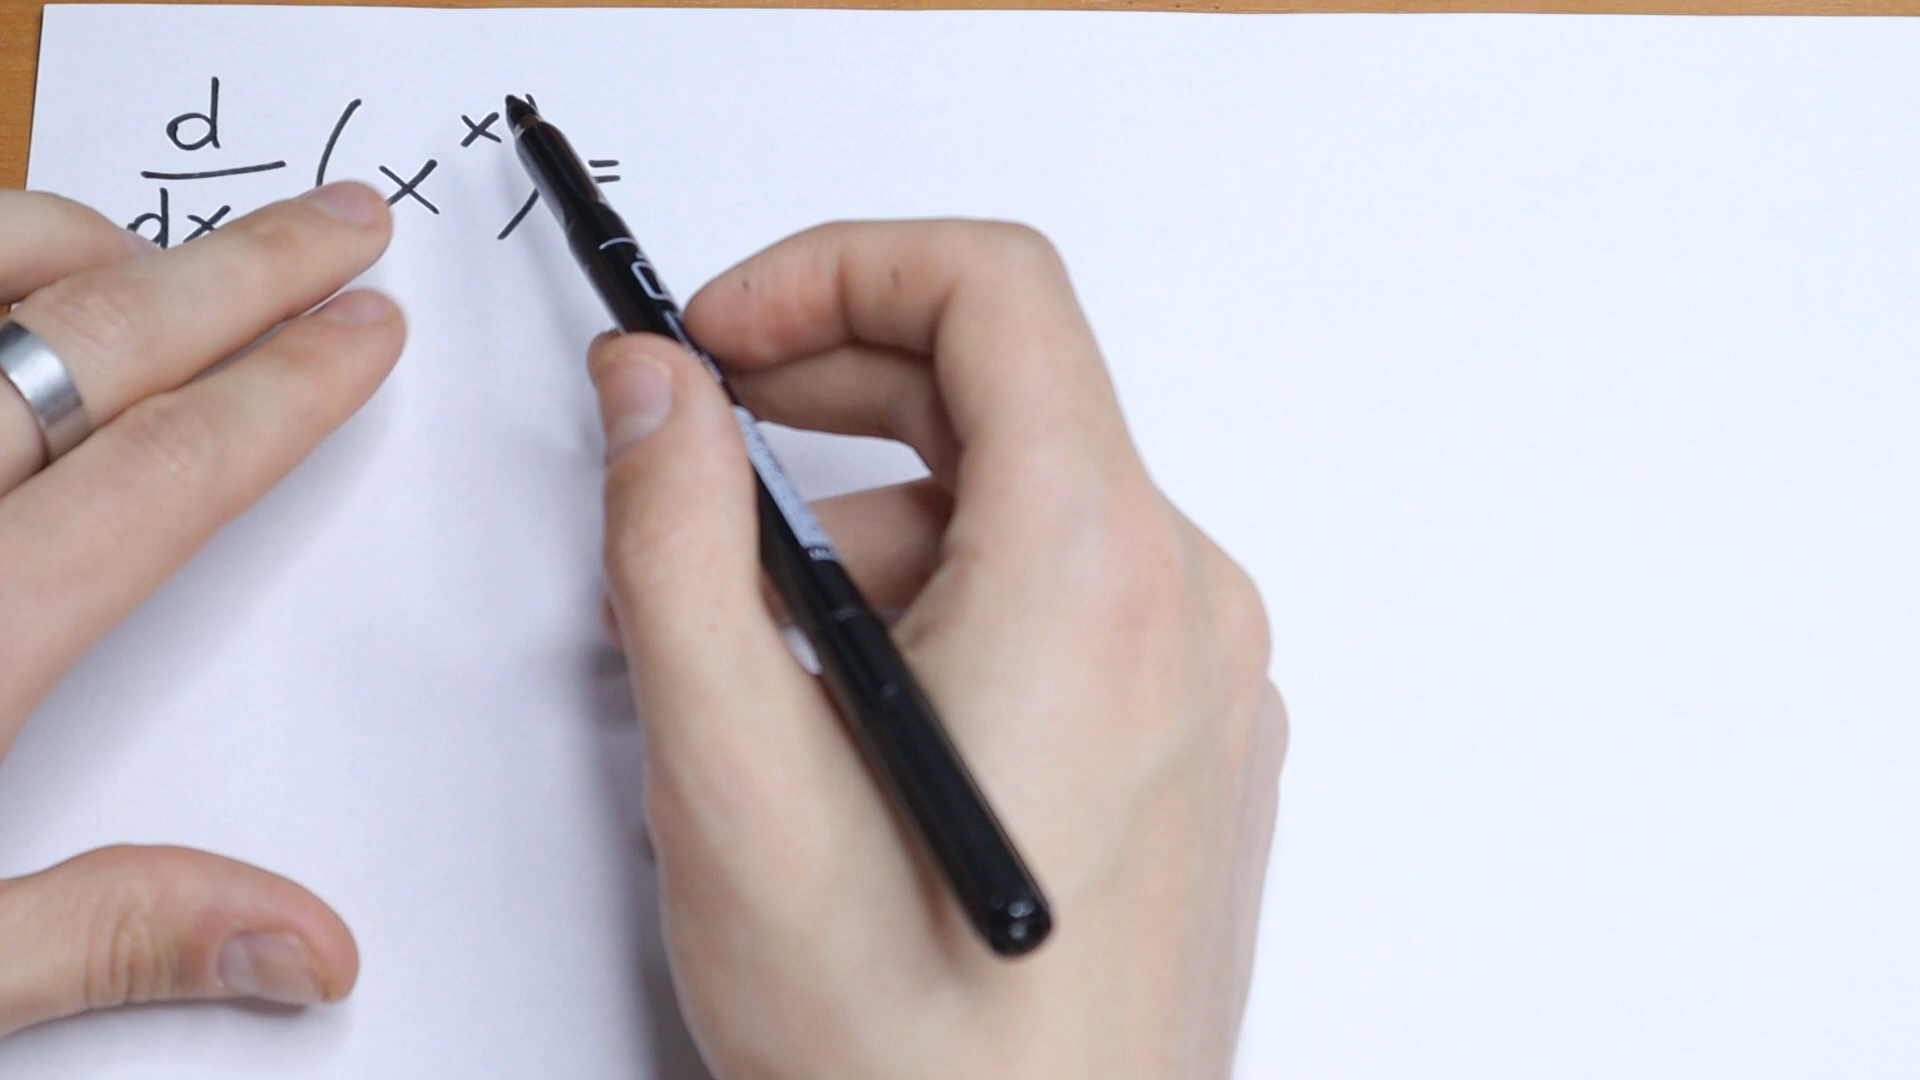 d/dx (x^x) =